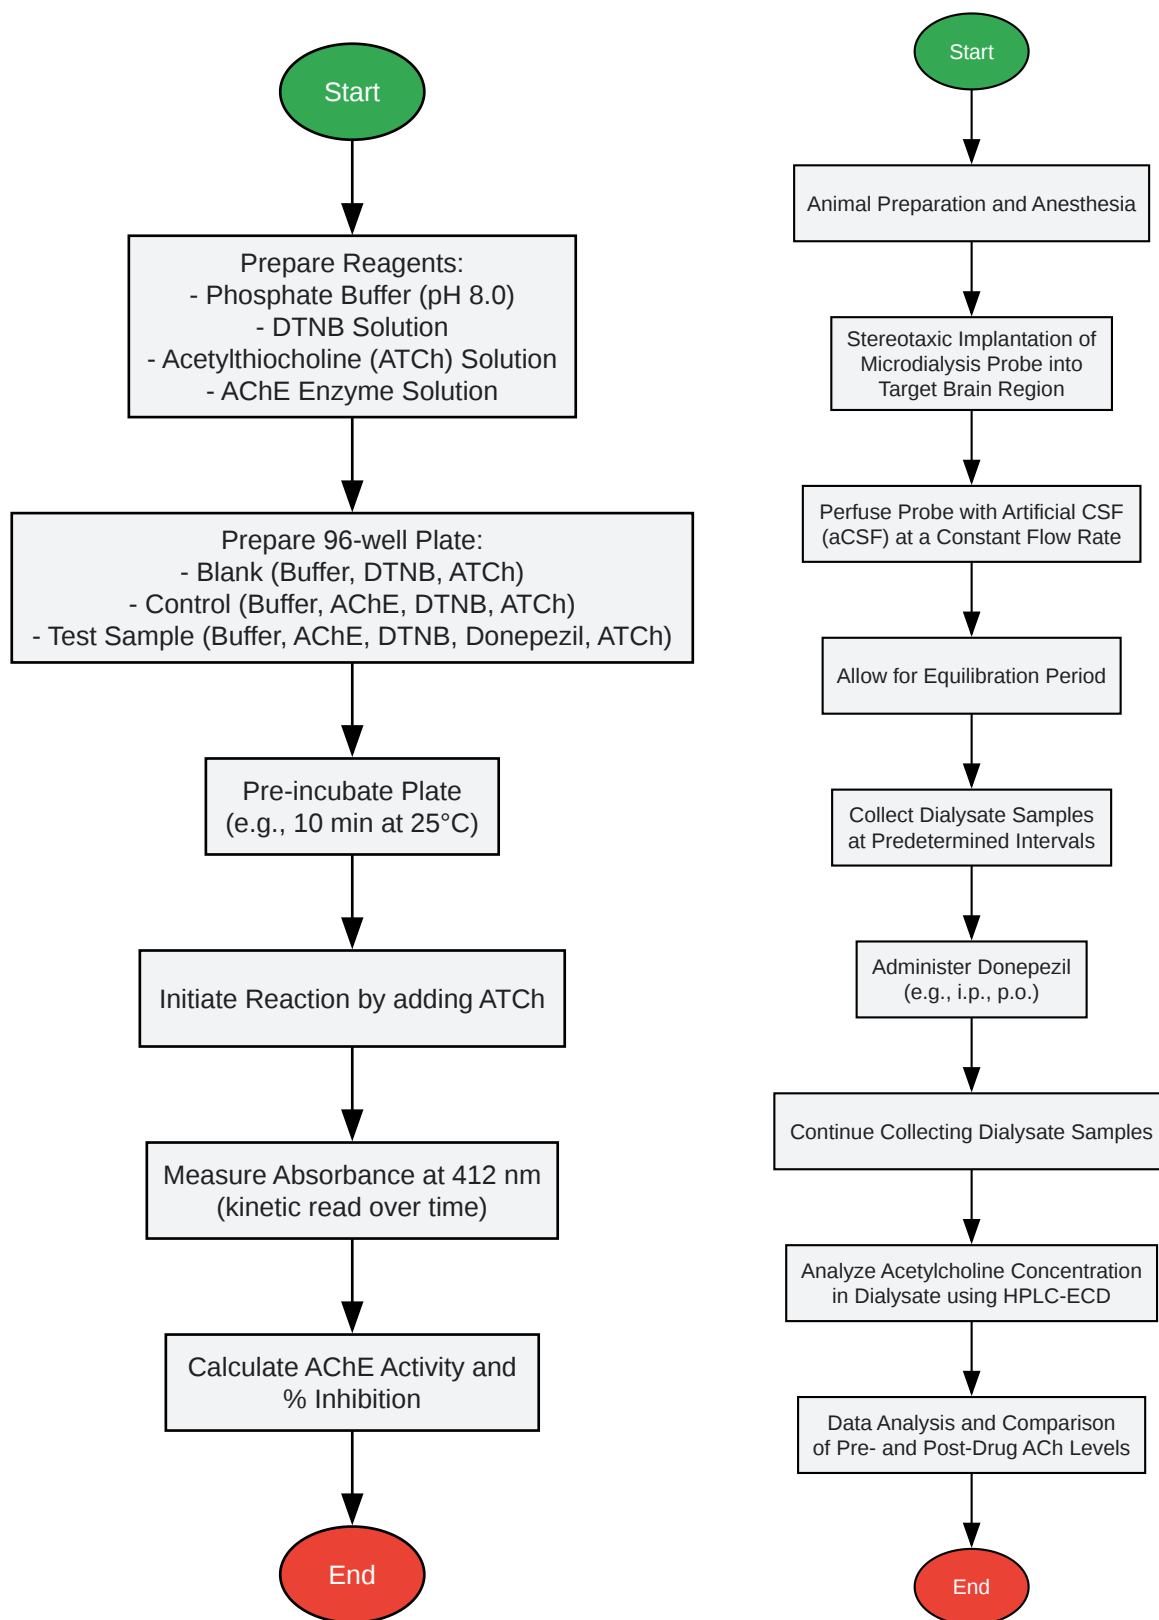 Start
Prepare Reagents:
- Phosphate Buffer (pH 8.0)
- DTNB Solution
- Acetylthiocholine (ATCh) Solution
- AChE Enzyme Solution
Prepare 96-well Plate:
- Blank (Buffer, DTNB, ATCh)
- Control (Buffer, AChE, DTNB, ATCh)
- Test Sample (Buffer, AChE, DTNB, Donepezil, ATCh)
Pre-incubate Plate
(e.g., 10 min at 25°C)
Initiate Reaction by adding ATCh
Measure Absorbance at 412 nm
(kinetic read over time)
Calculate AChE Activity and
% Inhibition
End
Start
Animal Preparation and Anesthesia
Stereotaxic Implantation of
Microdialysis Probe into
Target Brain Region
Perfuse Probe with Artificial CSF
(aCSF) at a Constant Flow Rate
Allow for Equilibration Period
Collect Dialysate Samples
at Predetermined Intervals
Administer Donepezil
(e.g., i.p., p.o.)
Continue Collecting Dialysate Samples
Analyze Acetylcholine Concentration
in Dialysate using HPLC-ECD
Data Analysis and Comparison
of Pre- and Post-Drug ACh Levels
End